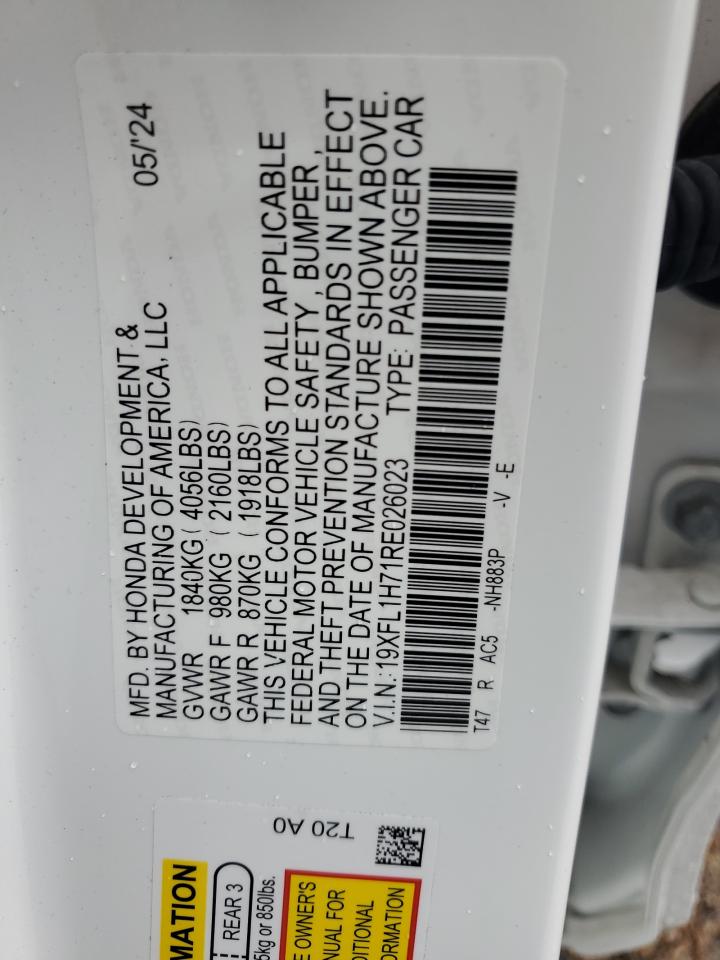 MFD. BY HONDA DEVELOPMENT &
MANUFACTURING OF AMERICA, LLC 05/'24
GVWR 1840KG ( 4056LBS)
GAWR F 980KG ( 2160LBS)
GAWR R 870KG ( 1918LBS)
THIS VEHICLE CONFORMS TO ALL APPLICABLE
FEDERAL MOTOR VEHICLE SAFETY , BUMPER ,
AND THEFT PREVENTION STANDARDS IN EFFECT
ON THE DATE OF MANUFACTURE SHOWN ABOVE.
V.I.N.: 19XFL1H71RE026023 TYPE: PASSENGER CAR
T47 R AC5 -NH883P -V -E
T20 A0
MATION
REAR 3
5kg or 850lbs.
E OWNER'S
NUAL FOR
DITIONAL
ORMATION